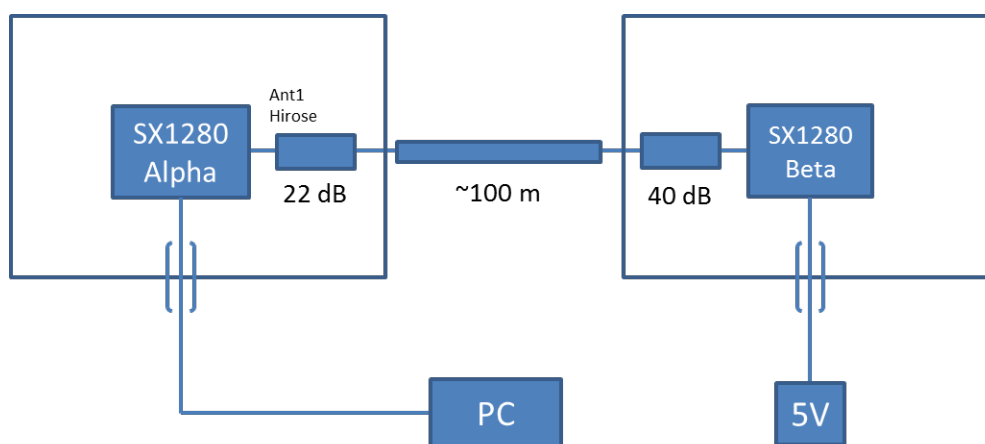 SX1280
Alpha
Ant1
Hirose
22 dB
~100 m
40 dB
SX1280
Beta
PC
5V